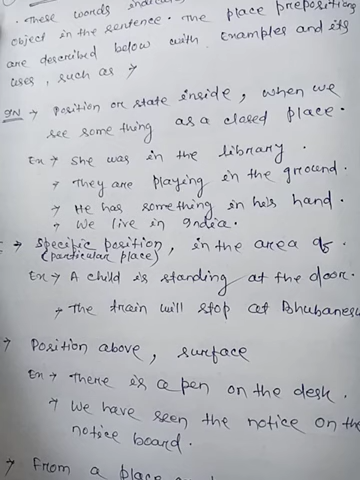 . These words indicate
object in the sentence. The place prepositions
are described below with examples and its
uses, such as →
IN → Position or state inside, when we
see something as a closed place.
Ex → She was in the library.
→ They are playing in the ground.
→ He has something in his hand.
→ We live in India.
→ Specific position, in the area of.
(particular place)
Ex → A child is standing at the door.
→ The train will stop at Bhubanesw
→ Position above, surface
Ex → There is a pen on the desk.
→ We have seen the notice on the
notice board.
→ From a place